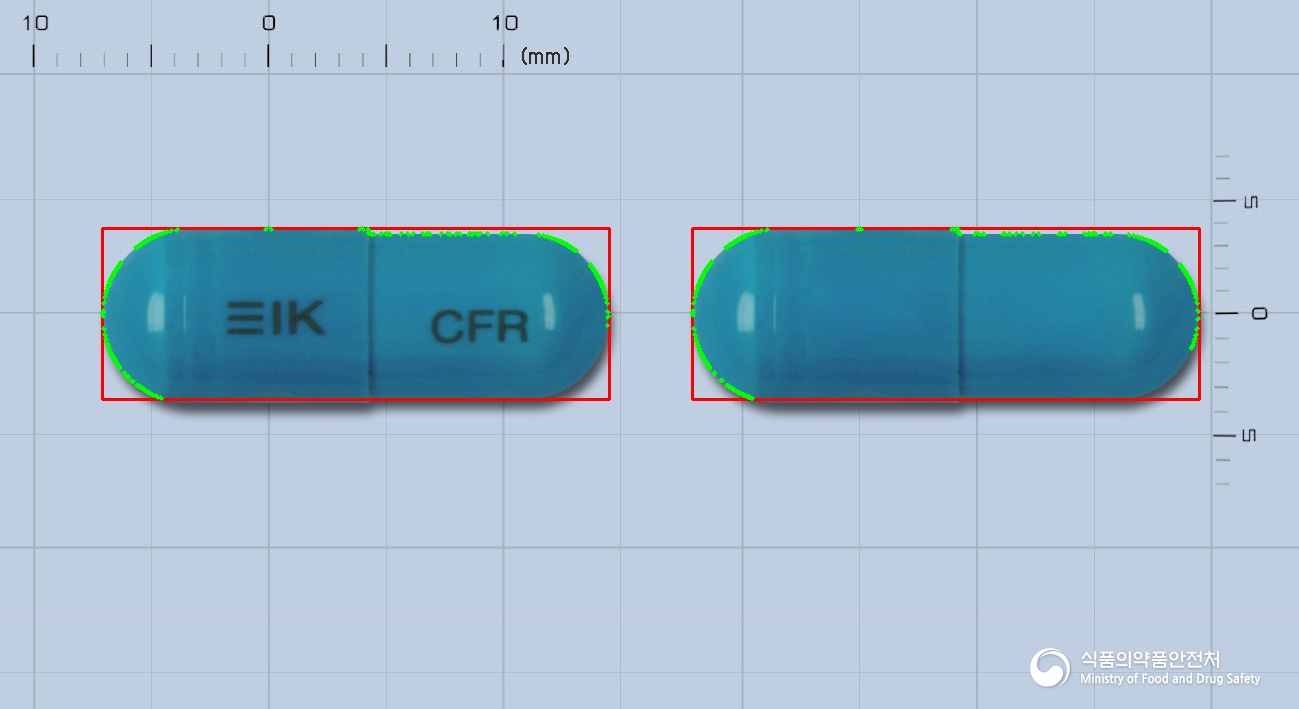 10 0 10
(mm)
5
0
5
IK CFR
식품의약품안전처
Ministry of Food and Drug Safety